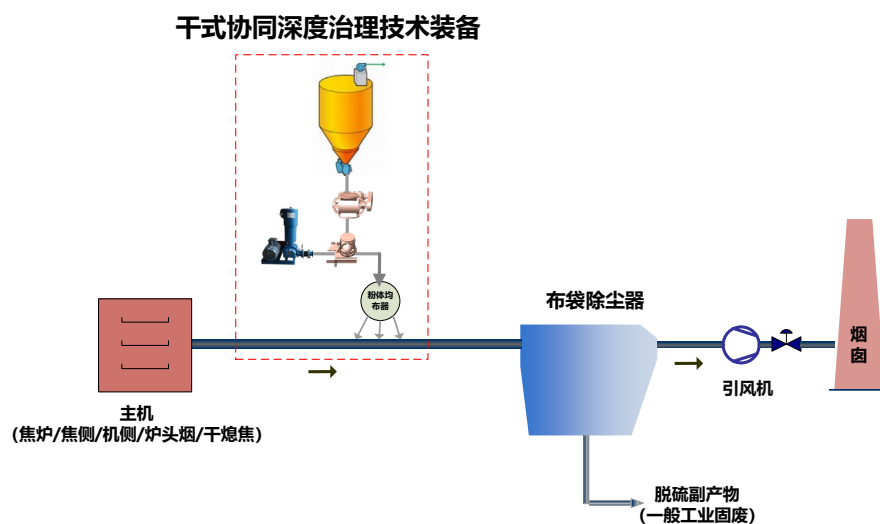 干式协同深度治理技术装备
粉体均
布器
布袋除尘器
烟
囱
引风机
主机
(焦炉/焦侧/机侧/炉头烟/干熄焦)
脱硫副产物
(一般工业固废)